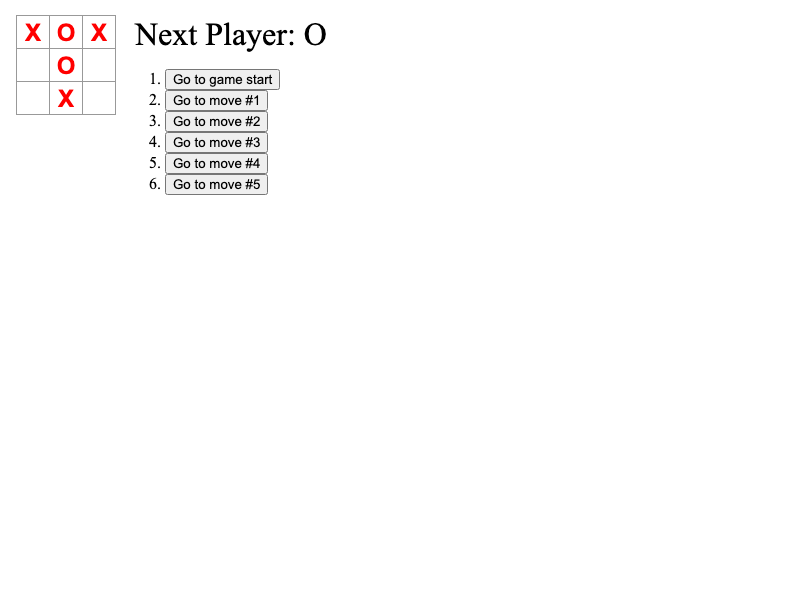 X O X
O
X
Next Player: O
1. Go to game start
2. Go to move #1
3. Go to move #2
4. Go to move #3
5. Go to move #4
6. Go to move #5